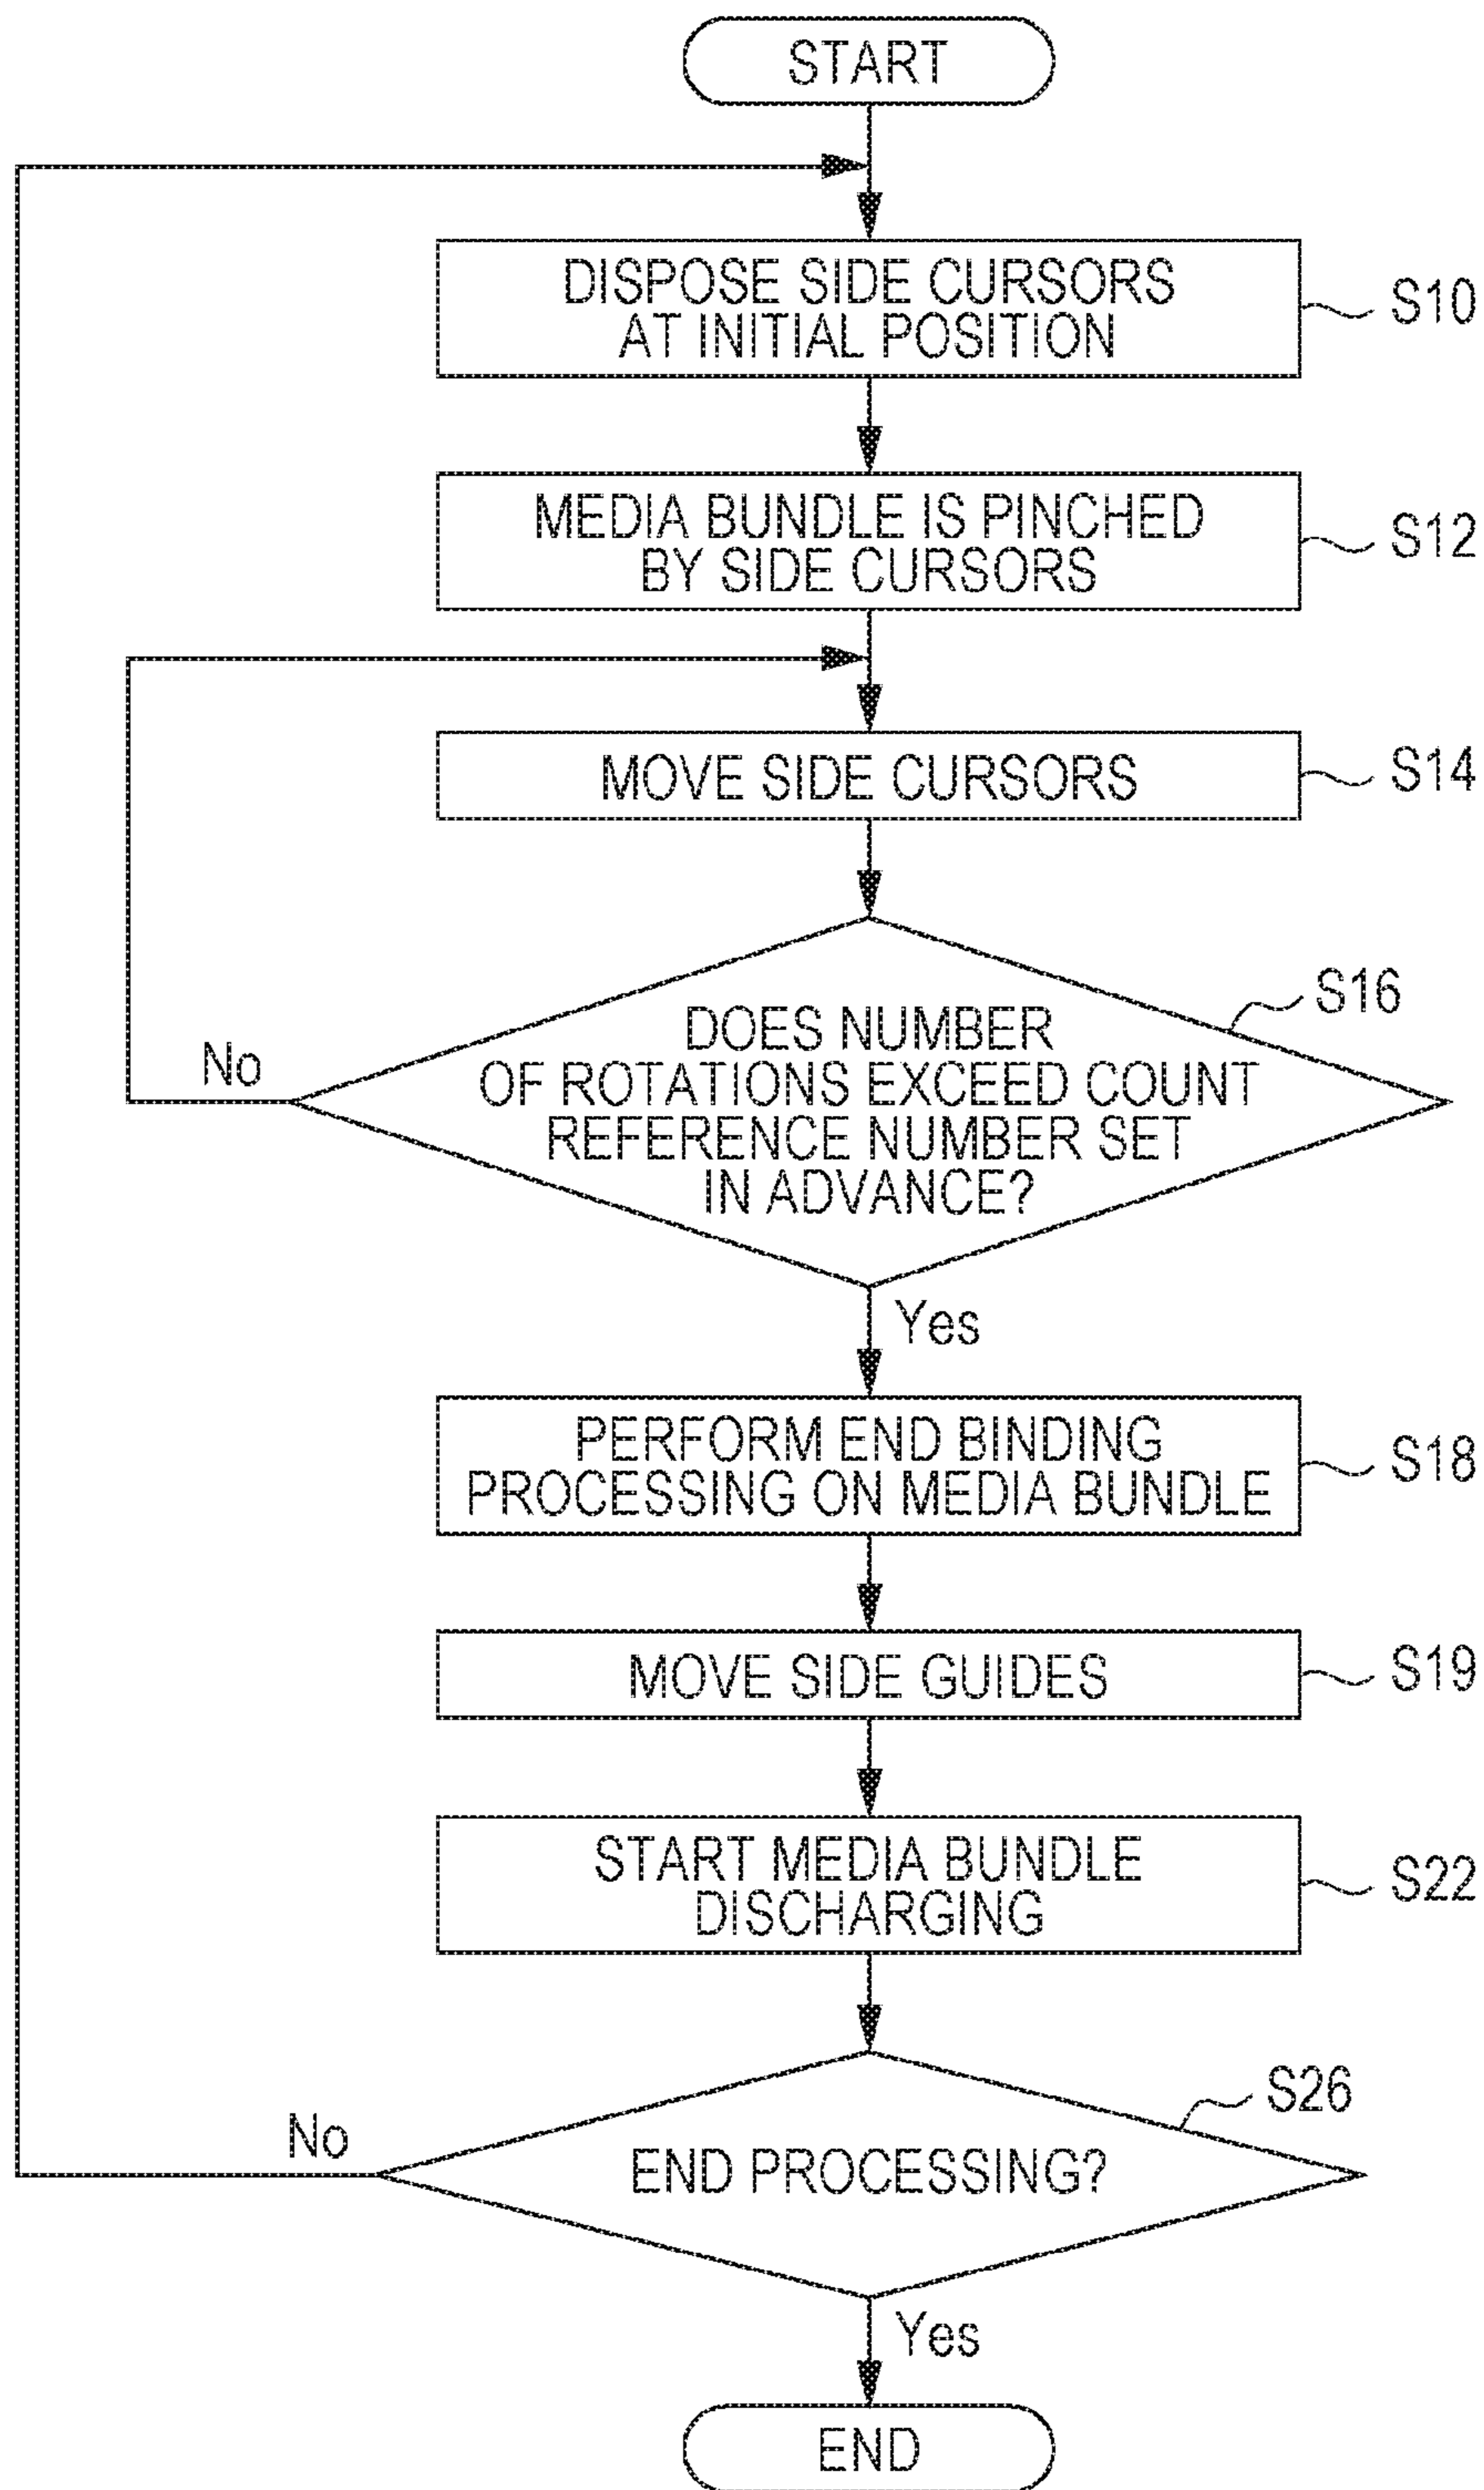 START
DISPOSE SIDE CURSORS
AT INITIAL POSITION
S10
MEDIA BUNDLE IS PINCHED
BY SIDE CURSORS
S12
MOVE SIDE CURSORS
S14
S16
DOES NUMBER
OF ROTATIONS EXCEED COUNT
REFERENCE NUMBER SET
IN ADVANCE?
No
Yes
PERFORM END BINDING
PROCESSING ON MEDIA BUNDLE
S18
MOVE SIDE GUIDES
S19
START MEDIA BUNDLE
DISCHARGING
S22
S26
No
END PROCESSING?
Yes
END